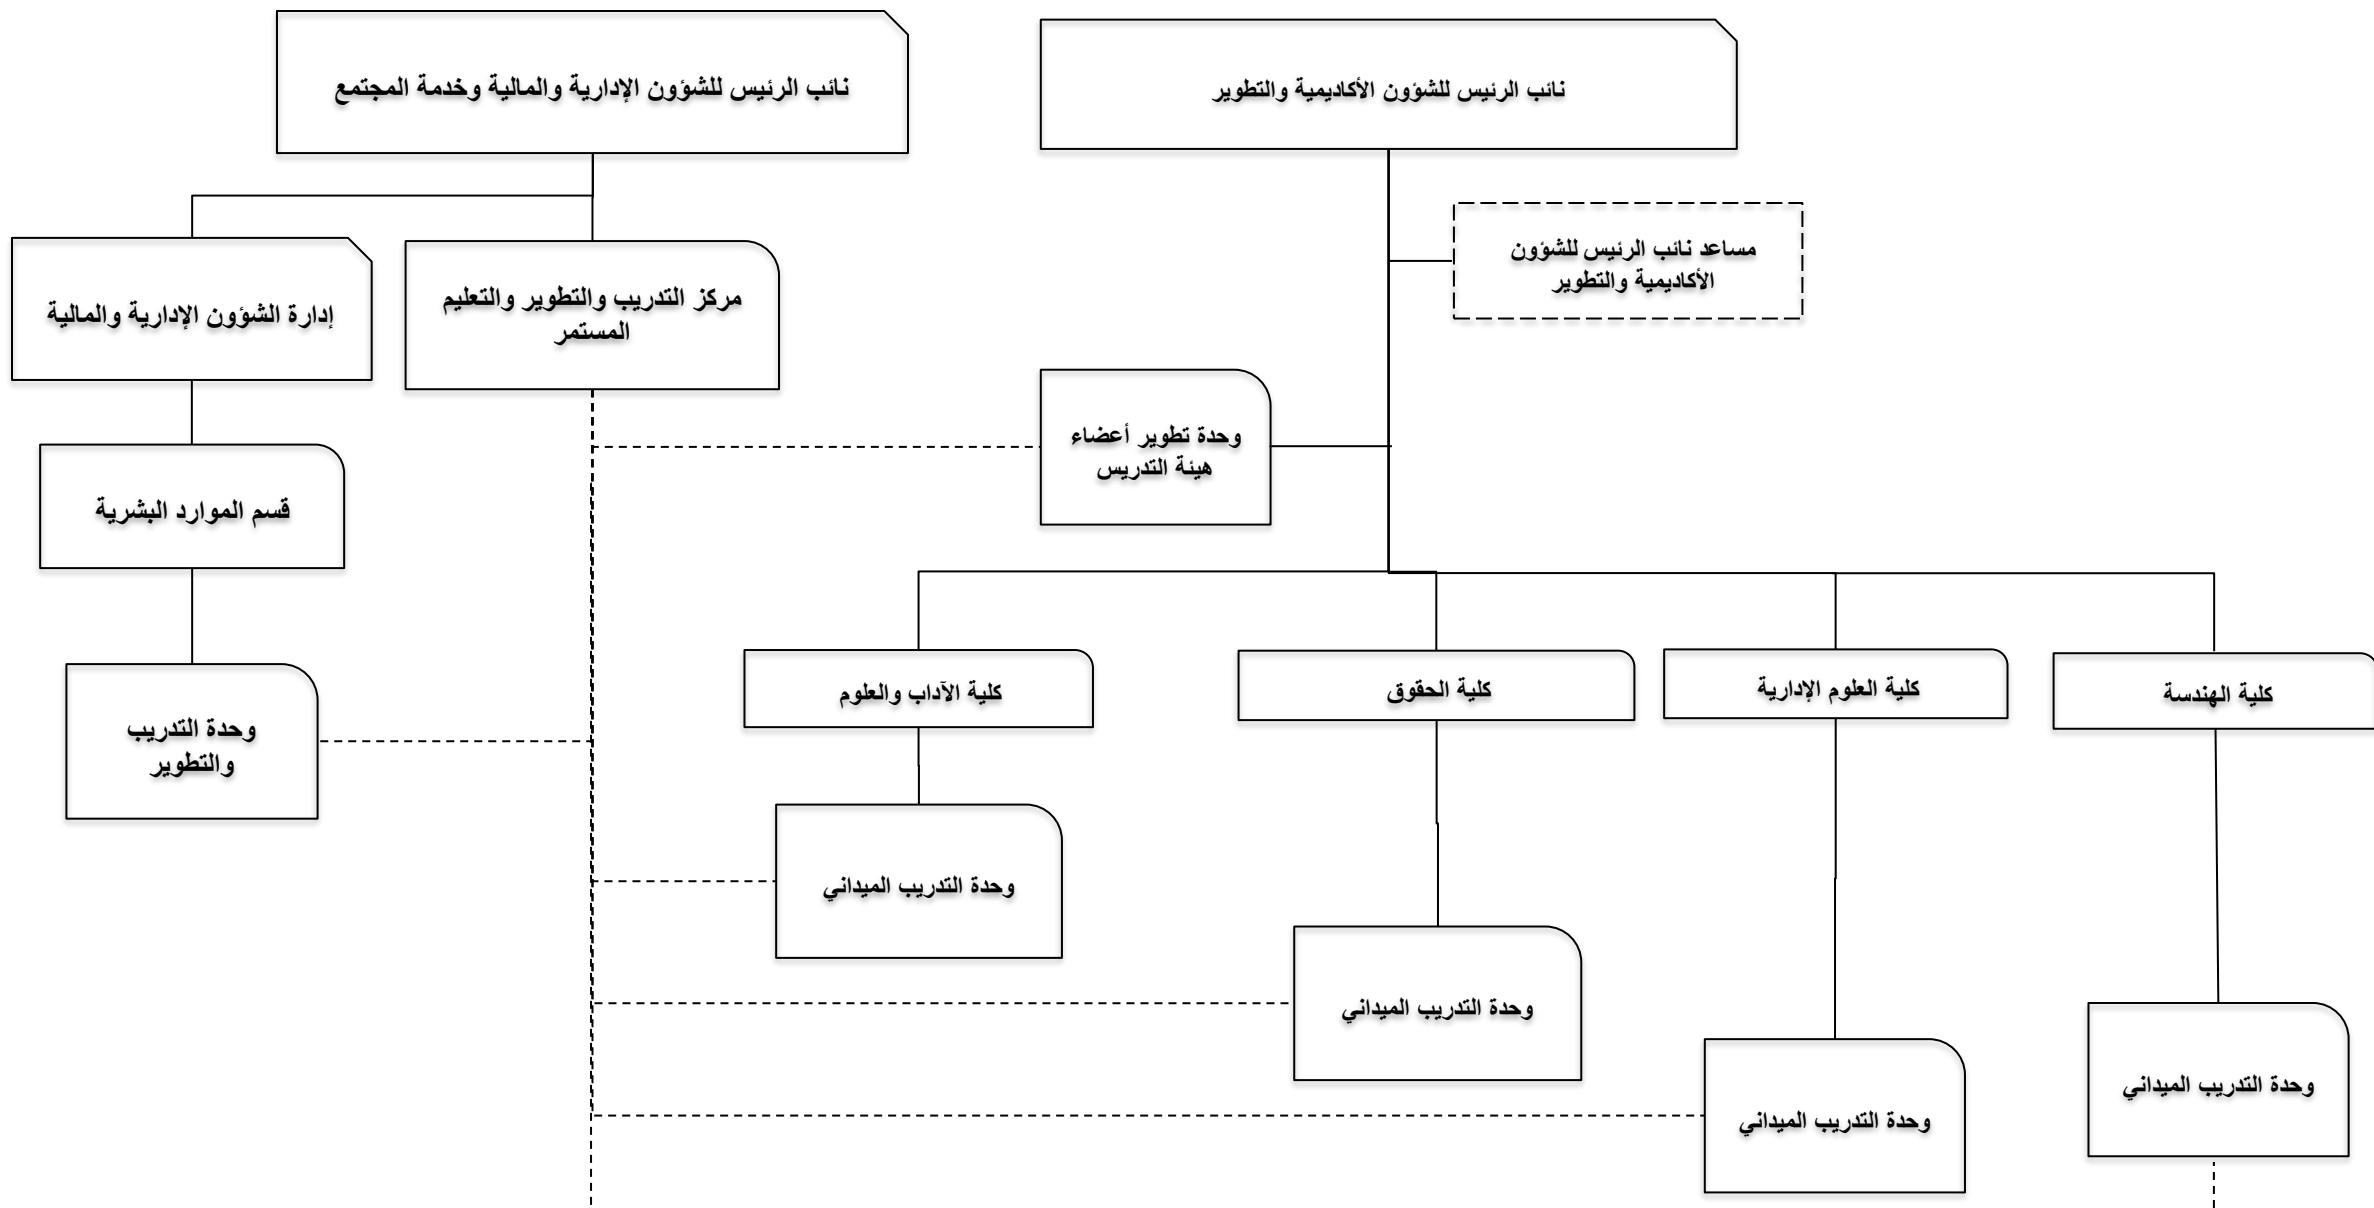 نائب الرئيس للشؤون الأكاديمية والتطوير
نائب الرئيس للشؤون الإدارية والمالية وخدمة المجتمع
مساعد نائب الرئيس للشؤون
الأكاديمية والتطوير
مركز التدريب والتطوير والتعليم
المستمر
إدارة الشؤون الإدارية والمالية
وحدة تطوير أعضاء
هيئة التدريس
قسم الموارد البشرية
كلية الهندسة
كلية العلوم الإدارية
كلية الحقوق
كلية الآداب والعلوم
وحدة التدريب
والتطوير
وحدة التدريب الميداني
وحدة التدريب الميداني
وحدة التدريب الميداني
وحدة التدريب الميداني